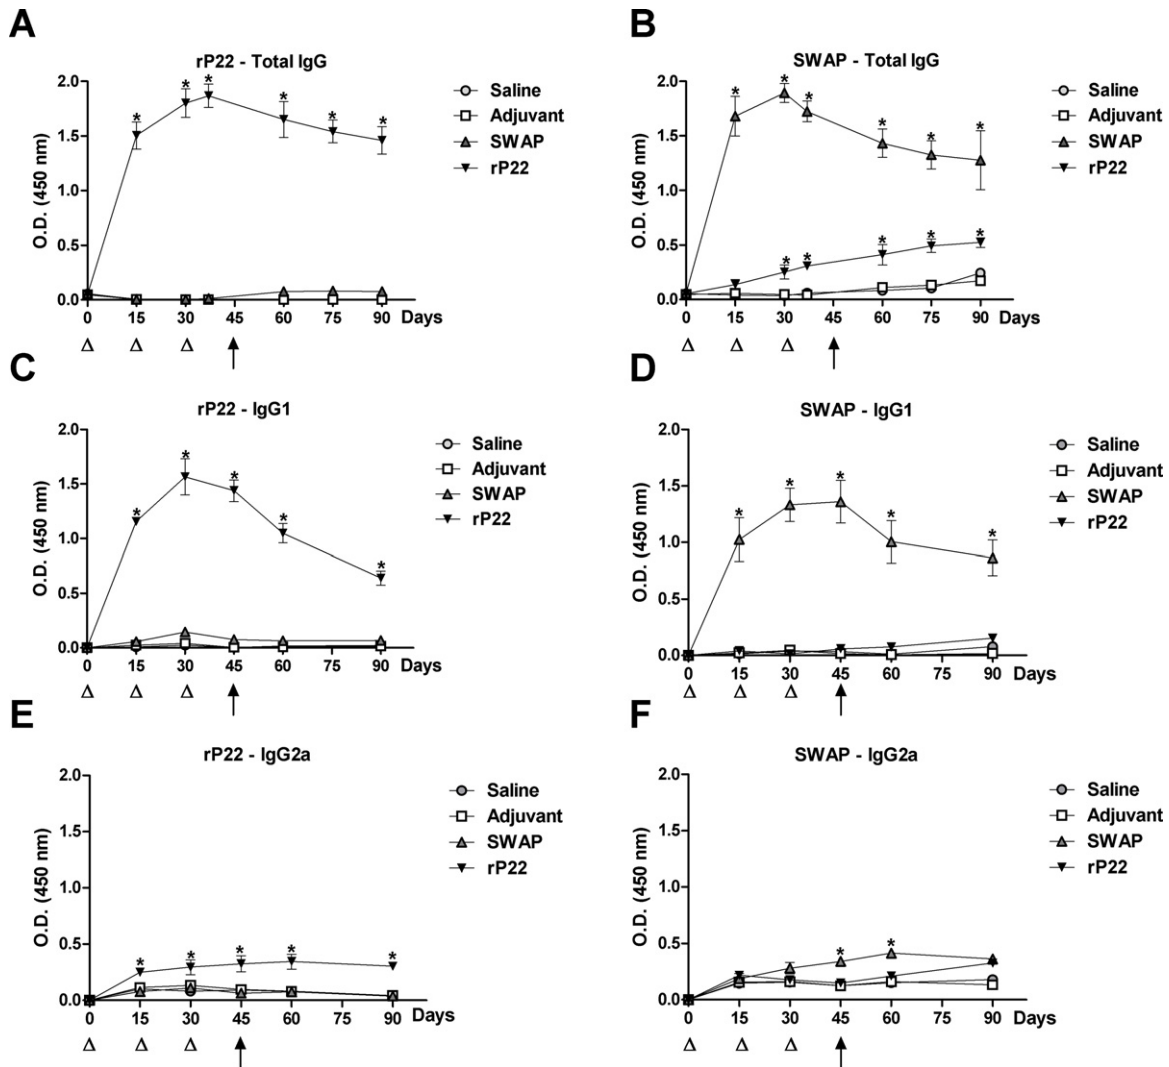 A
rP22 - Total IgG
O.D. (450 nm)
2.0
1.5
1.0
0.5
0.0
0 15 30 45 60 75 90 Days
Saline
Adjuvant
SWAP
rP22
* * * * * *
B
SWAP - Total IgG
O.D. (450 nm)
2.0
1.5
1.0
0.5
0.0
0 15 30 45 60 75 90 Days
Saline
Adjuvant
SWAP
rP22
* * * * * *
* * * * *
C
rP22 - IgG1
O.D. (450 nm)
2.0
1.5
1.0
0.5
0.0
0 15 30 45 60 75 90 Days
Saline
Adjuvant
SWAP
rP22
* * * * *
D
SWAP - IgG1
O.D. (450 nm)
2.0
1.5
1.0
0.5
0.0
0 15 30 45 60 75 90 Days
Saline
Adjuvant
SWAP
rP22
* * * * *
E
rP22 - IgG2a
O.D. (450 nm)
2.0
1.5
1.0
0.5
0.0
0 15 30 45 60 75 90 Days
Saline
Adjuvant
SWAP
rP22
* * * * *
F
SWAP - IgG2a
O.D. (450 nm)
2.0
1.5
1.0
0.5
0.0
0 15 30 45 60 75 90 Days
Saline
Adjuvant
SWAP
rP22
* *